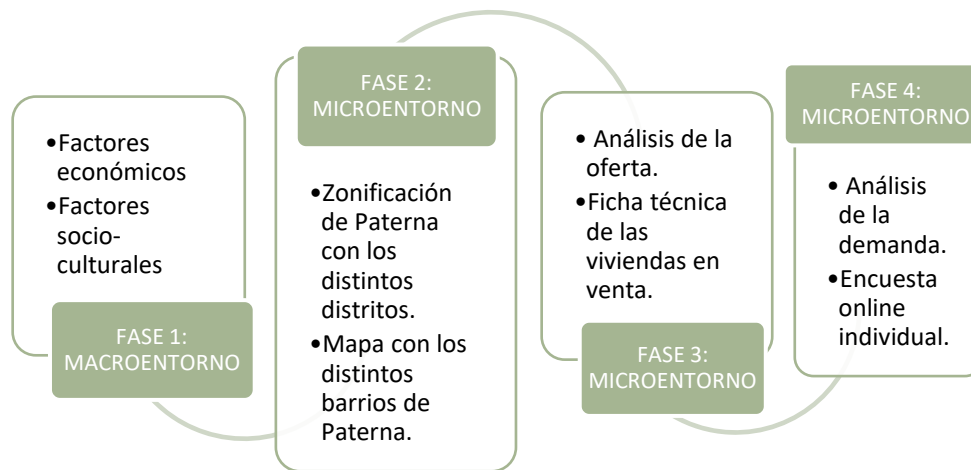 •Factores
económicos
•Factores
socio-
culturales
FASE 1:
MACROENTORNO
FASE 2:
MICROENTORNO
•Zonificación
de Paterna
con los
distintos
distritos.
•Mapa con los
distintos
barrios de
Paterna.
• Análisis de la
oferta.
•Ficha técnica
de las
viviendas en
venta.
FASE 3:
MICROENTORNO
FASE 4:
MICROENTORNO
• Análisis
de la
demanda.
•Encuesta
online
individual.